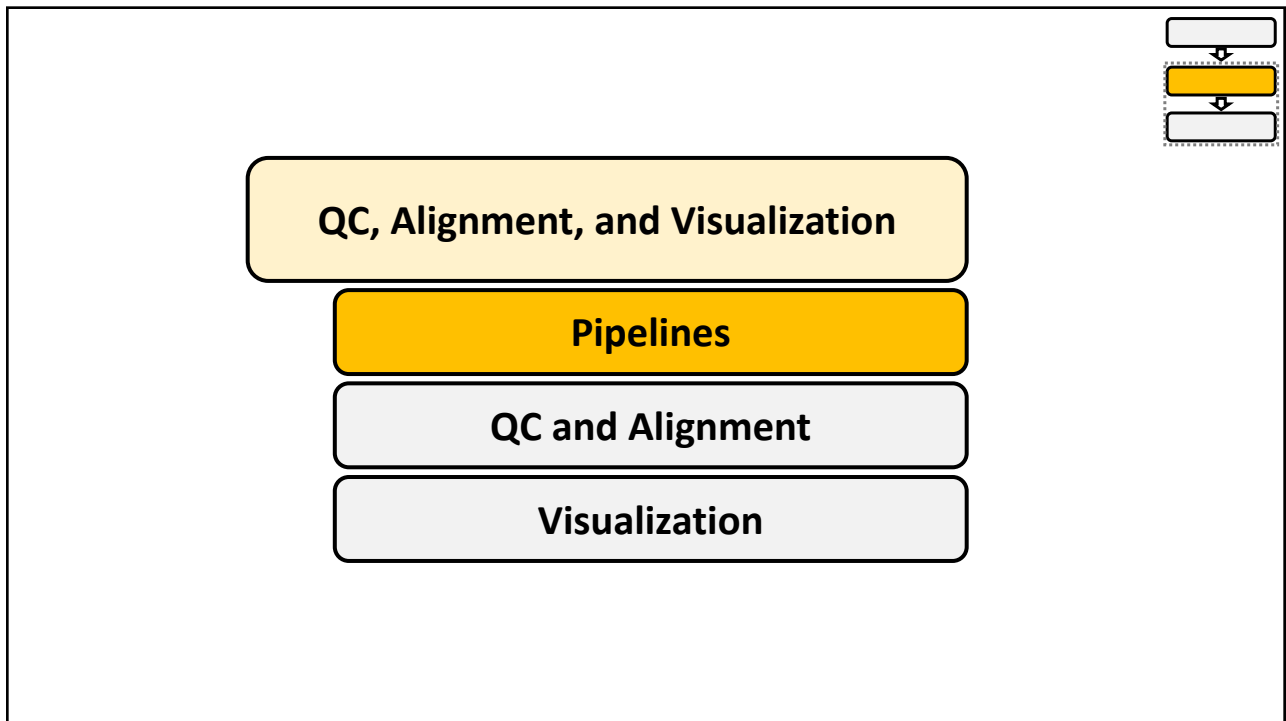 QC, Alignment, and Visualization
Pipelines
QC and Alignment
Visualization